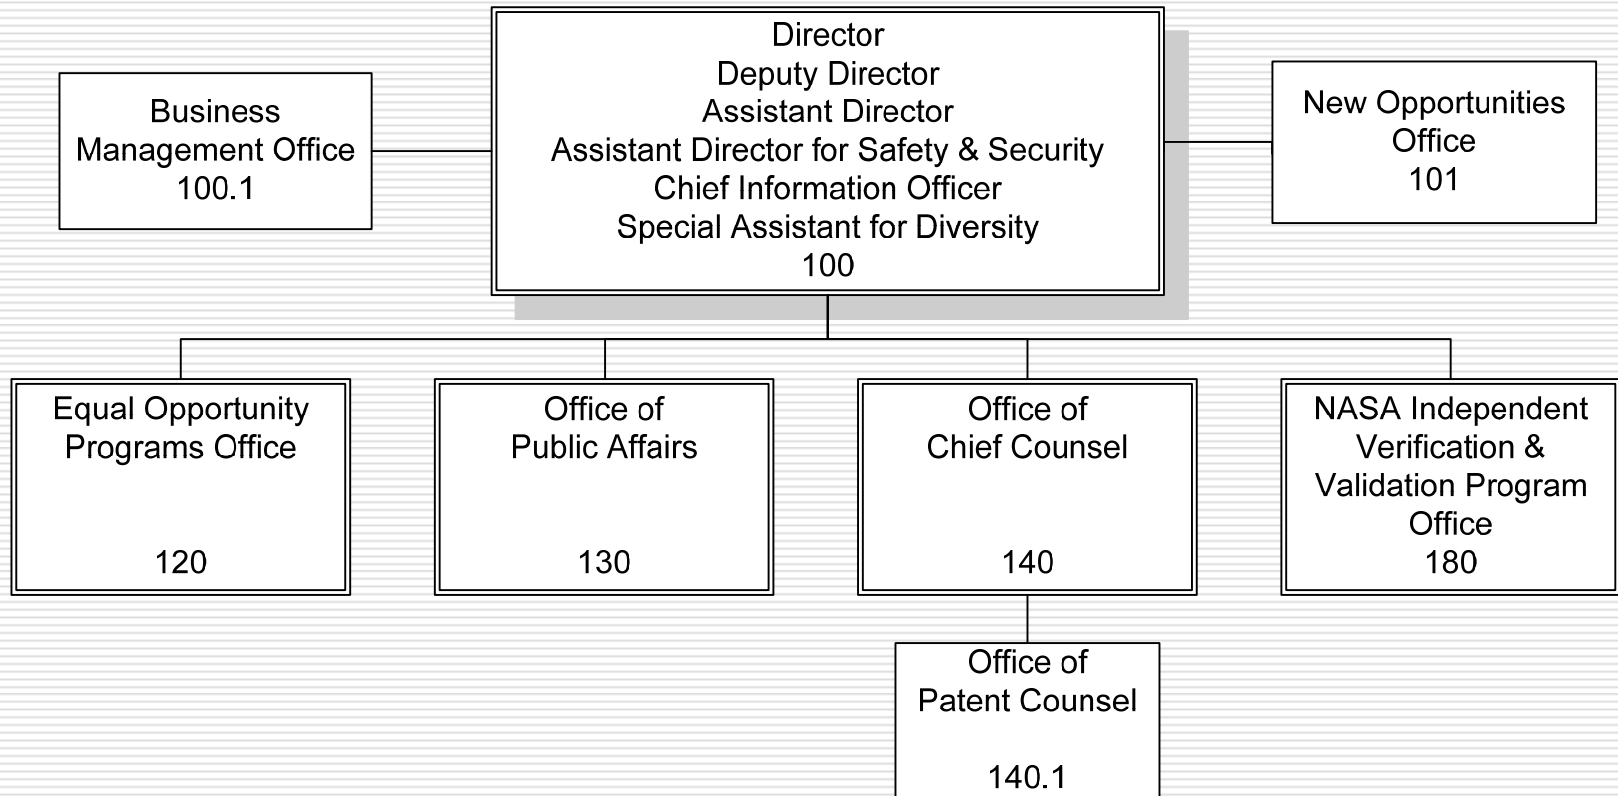 Director
Deputy Director
Assistant Director
Assistant Director for Safety & Security
Chief Information Officer
Special Assistant for Diversity
100
Business
Management Office
100.1
New Opportunities
Office
101
Equal Opportunity
Programs Office
120
Office of
Public Affairs
130
Office of
Chief Counsel
140
NASA Independent
Verification &
Validation Program
Office
180
Office of
Patent Counsel
140.1